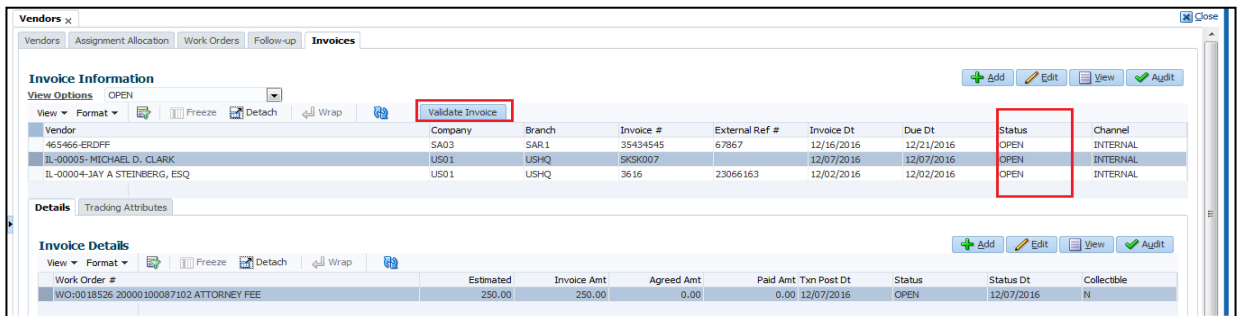 Vendors x Close
Vendors Assignment Allocation Work Orders Follow-up Invoices
Invoice Information Add Edit View Audit
View Options OPEN
View Format Freeze Detach Wrap Validate Invoice
Vendor Company Branch Invoice # External Ref # Invoice Dt Due Dt Status Channel
465466-ERDFF SA03 SAR1 35434545 67867 12/16/2016 12/21/2016 OPEN INTERNAL
IL-00005- MICHAEL D. CLARK US01 USHQ SKSK007 12/07/2016 12/07/2016 OPEN INTERNAL
IL-00004-JAY A STEINBERG, ESQ US01 USHQ 3616 23066163 12/02/2016 12/02/2016 OPEN INTERNAL
Details Tracking Attributes
Invoice Details Add Edit View Audit
View Format Freeze Detach Wrap
Work Order # Estimated Invoice Amt Agreed Amt Paid Amt Txn Post Dt Status Status Dt Collectible
WO:0018526 20000100087102 ATTORNEY FEE 250.00 250.00 0.00 0.00 12/07/2016 OPEN 12/07/2016 N